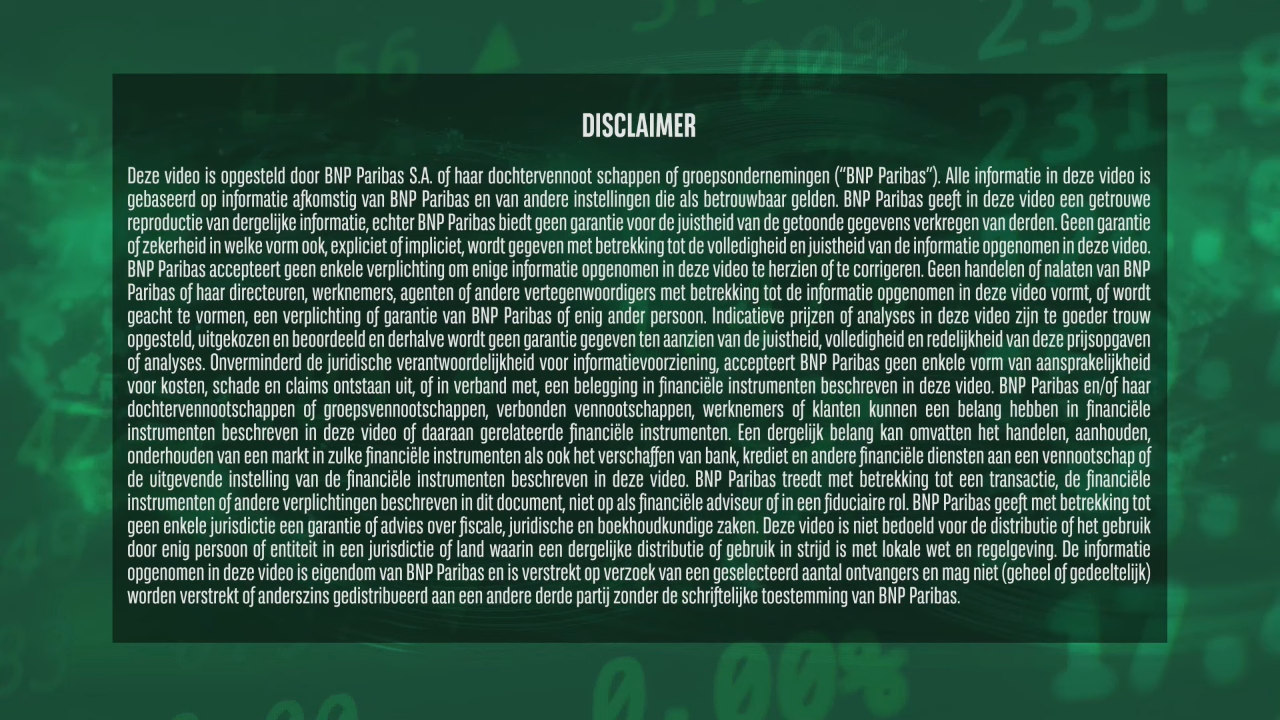 5.56
00%
233.
231.8
DISCLAIMER
Deze video is opgesteld door BNP Paribas S.A. of haar dochtervennoot schappen of groepsondernemingen (“BNP Paribas”). Alle informatie in deze video is
gebaseerd op informatie afkomstig van BNP Paribas en van andere instellingen die als betrouwbaar gelden. BNP Paribas geeft in deze video een getrouwe
reproductie van dergelijke informatie, echter BNP Paribas biedt geen garantie voor de juistheid van de getoonde gegevens verkregen van derden. Geen garantie
of zekerheid in welke vorm ook, expliciet of impliciet, wordt gegeven met betrekking tot de volledigheid en juistheid van de informatie opgenomen in deze video.
BNP Paribas accepteert geen enkele verplichting om enige informatie opgenomen in deze video te herzien of te corrigeren. Geen handelen of nalaten van BNP
Paribas of haar directeuren, werknemers, agenten of andere vertegenwoordigers met betrekking tot de informatie opgenomen in deze video vormt, of wordt
geacht te vormen, een verplichting of garantie van BNP Paribas of enig ander persoon. Indicatieve prijzen of analyses in deze video zijn te goeder trouw
opgesteld, uitgekozen en beoordeeld en derhalve wordt geen garantie gegeven ten aanzien van de juistheid, volledigheid en redelijkheid van deze prijsopgaven
of analyses. Onverminderd de juridische verantwoordelijkheid voor informatievoorziening, accepteert BNP Paribas geen enkele vorm van aansprakelijkheid
voor kosten, schade en claims ontstaan uit, of in verband met, een belegging in financiële instrumenten beschreven in deze video. BNP Paribas en/of haar
dochtervennootschappen of groepsvennootschappen, verbonden vennootschappen, werknemers of klanten kunnen een belang hebben in financiële
instrumenten beschreven in deze video of daaraan gerelateerde financiële instrumenten. Een dergelijk belang kan omvatten het handelen, aanhouden,
onderhouden van een markt in zulke financiële instrumenten als ook het verschaffen van bank, krediet en andere financiële diensten aan een vennootschap of
de uitgevende instelling van de financiële instrumenten beschreven in deze video. BNP Paribas treedt met betrekking tot een transactie, de financiële
instrumenten of andere verplichtingen beschreven in dit document, niet op als financiële adviseur of in een fiduciaire rol. BNP Paribas geeft met betrekking tot
geen enkele jurisdictie een garantie of advies over fiscale, juridische en boekhoudkundige zaken. Deze video is niet bedoeld voor de distributie of het gebruik
door enig persoon of entiteit in een jurisdictie of land waarin een dergelijke distributie of gebruik in strijd is met lokale wet en regelgeving. De informatie
opgenomen in deze video is eigendom van BNP Paribas en is verstrekt op verzoek van een geselecteerd aantal ontvangers en mag niet (geheel of gedeeltelijk)
worden verstrekt of anderszins gedistribueerd aan een andere derde partij zonder de schriftelijke toestemming van BNP Paribas.
0.00%
17.